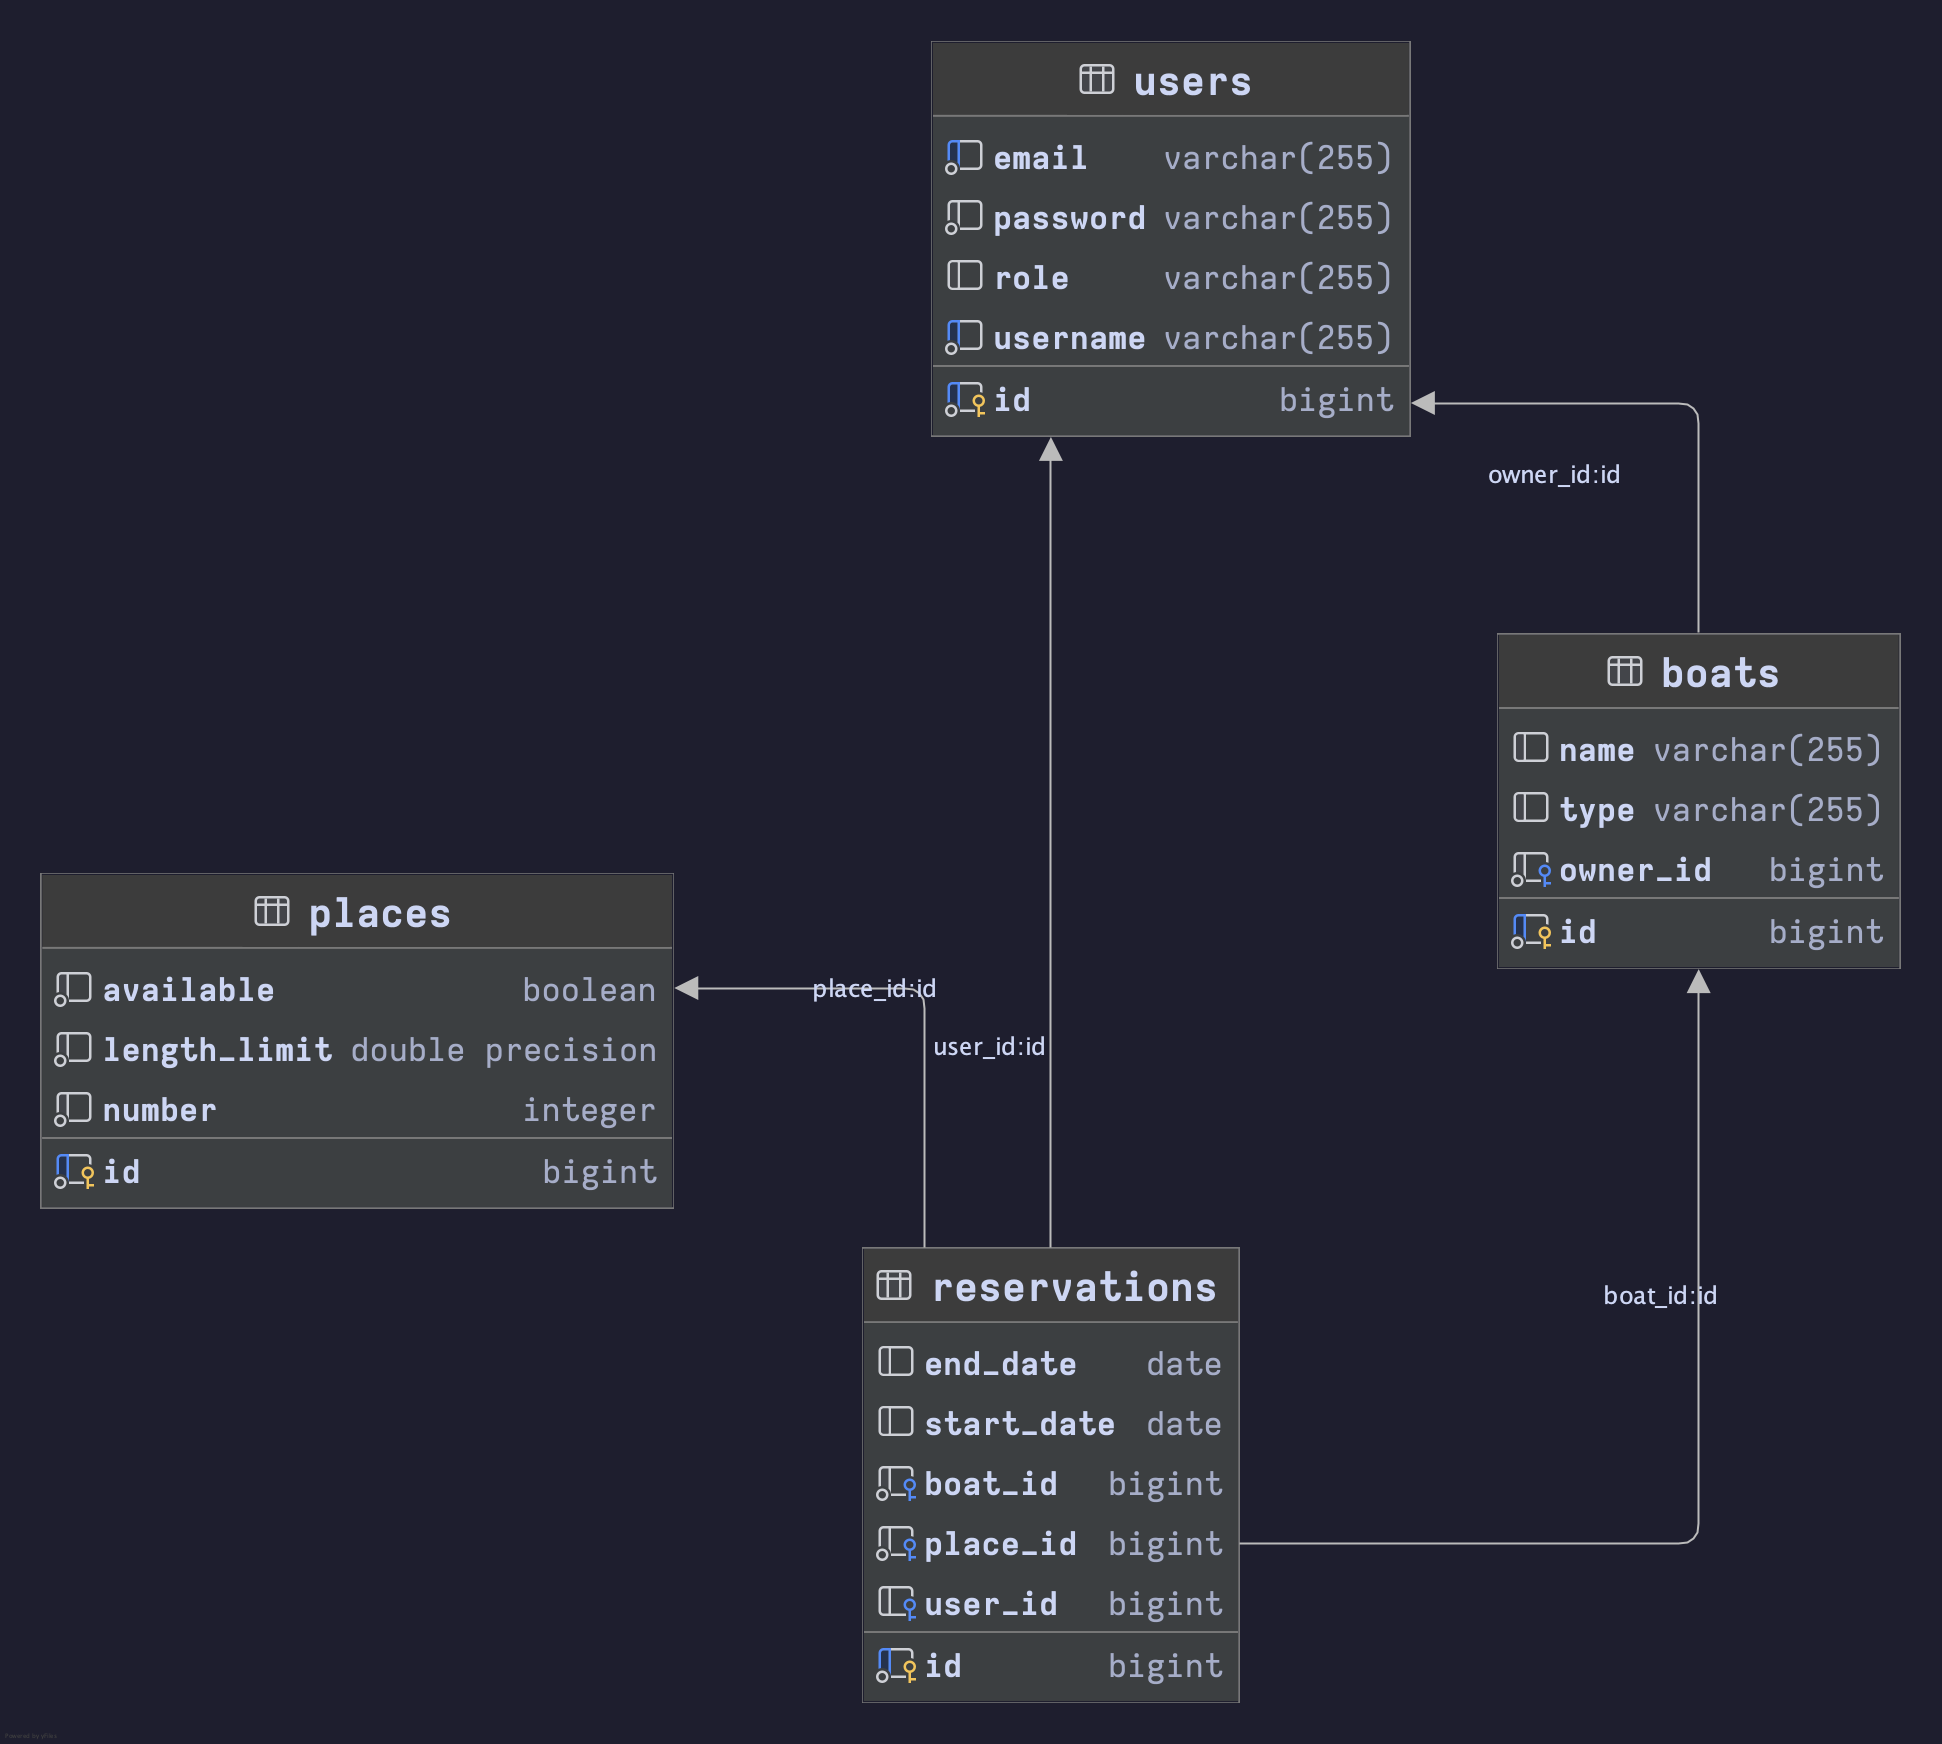 users
email varchar(255)
password varchar(255)
role varchar(255)
username varchar(255)
id bigint
owner_id:id
boats
name varchar(255)
type varchar(255)
owner_id bigint
id bigint
places
available boolean
length_limit double precision
number integer
id bigint
place_id:id
user_id:id
reservations
end_date date
start_date date
boat_id bigint
place_id bigint
user_id bigint
id bigint
boat_id:id